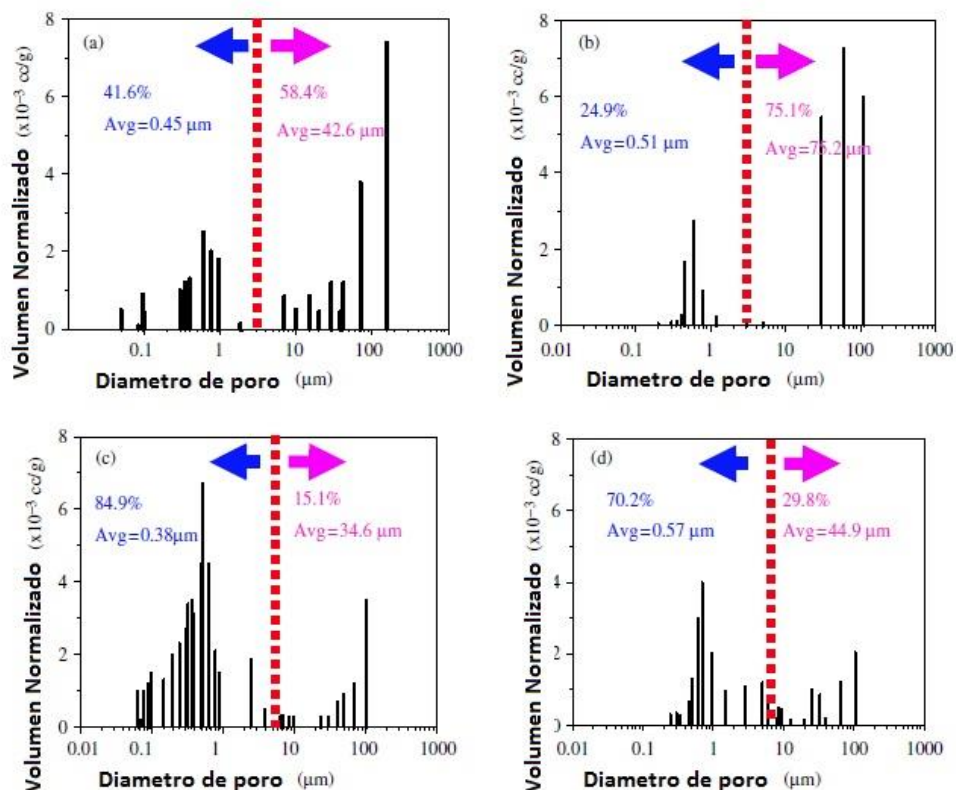 Volumen Normalizado (x10⁻³ cc/g)
8
6
4
2
0
(a)
41.6%
Avg=0.45 µm
58.4%
Avg=42.6 µm
0.1 1 10 100 1000
Diametro de poro (µm)
Volumen Normalizado (x10⁻³ cc/g)
8
6
4
2
0
(b)
24.9%
Avg=0.51 µm
75.1%
Avg=75.2 µm
0.01 0.1 1 10 100 1000
Diametro de poro (µm)
Volumen Normalizado (x10⁻³ cc/g)
8
6
4
2
0
(c)
84.9%
Avg=0.38µm
15.1%
Avg=34.6 µm
0.01 0.1 1 10 100 1000
Diametro de poro (µm)
Volumen Normalizado (x10⁻³ cc/g)
8
6
4
2
(d)
70.2%
Avg=0.57 µm
29.8%
Avg=44.9 µm
0.01 0.1 1 10 100 1000
Diametro de poro (µm)